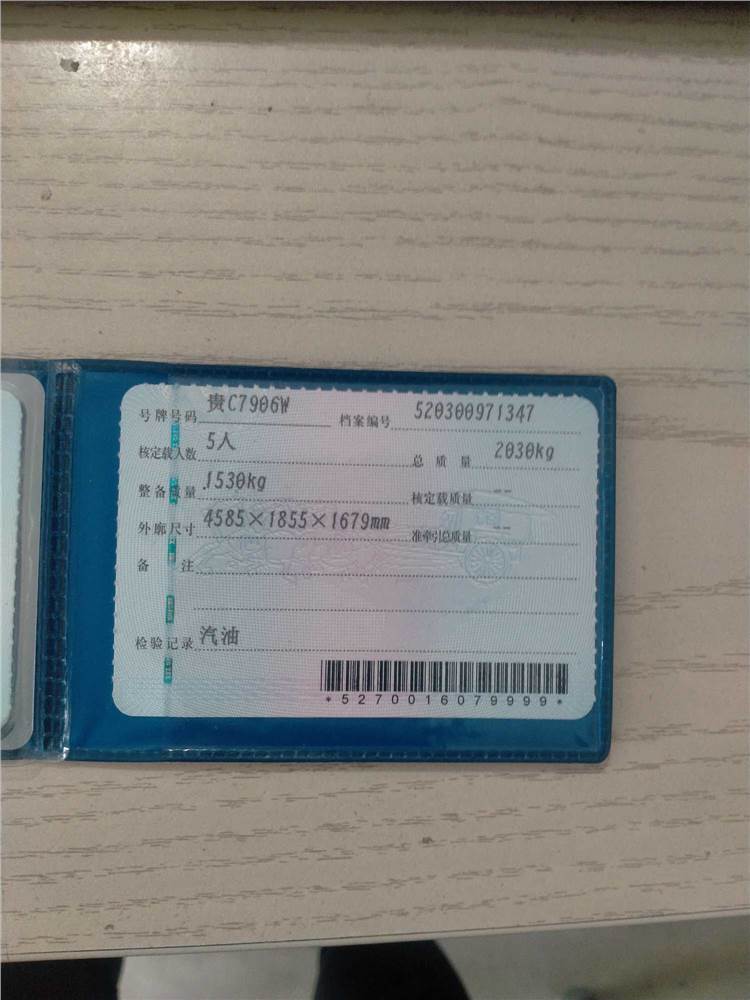 号牌号码 贵C7906W 档案编号 520300971347
核定载人数 5人 总质量 2030kg
整备质量 1530kg 核定载质量 --
外廓尺寸 4585×1855×1679mm 准牵引总质量 --
备注
检验记录 汽油
*5270016079999*